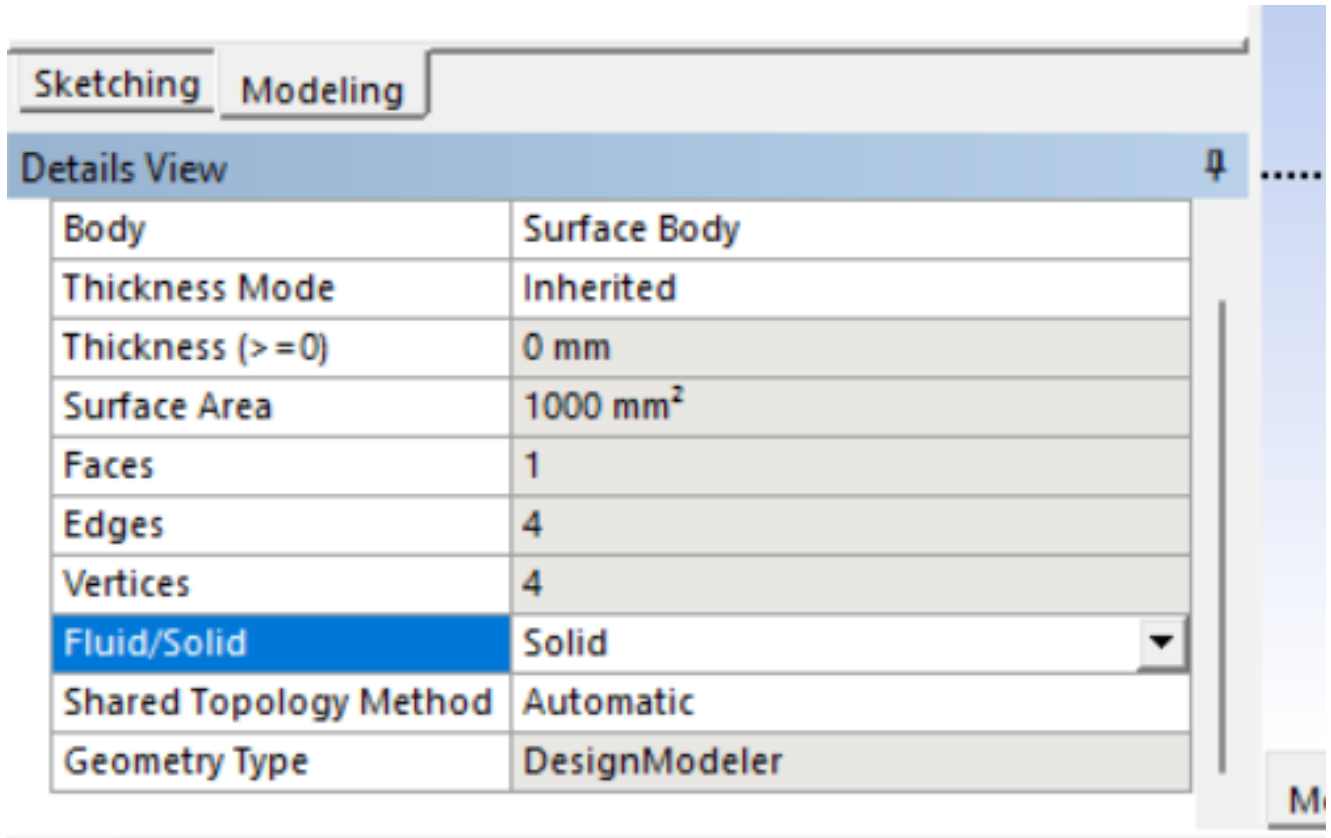 Sketching Modeling
Details View
Body Surface Body
Thickness Mode Inherited
Thickness (>=0) 0 mm
Surface Area 1000 mm²
Faces 1
Edges 4
Vertices 4
Fluid/Solid Solid
Shared Topology Method Automatic
Geometry Type DesignModeler